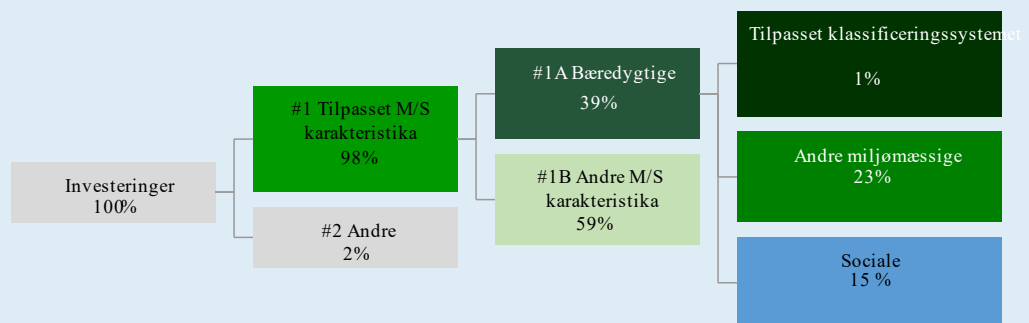 Investeringer
100%
#1 Tilpasset M/S
karakteristika
98%
#2 Andre
2%
#1A Bæredygtige
39%
#1B Andre M/S
karakteristika
59%
Tilpasset klassificeringssystemet
1%
Andre miljømæssige
23%
Sociale
15 %